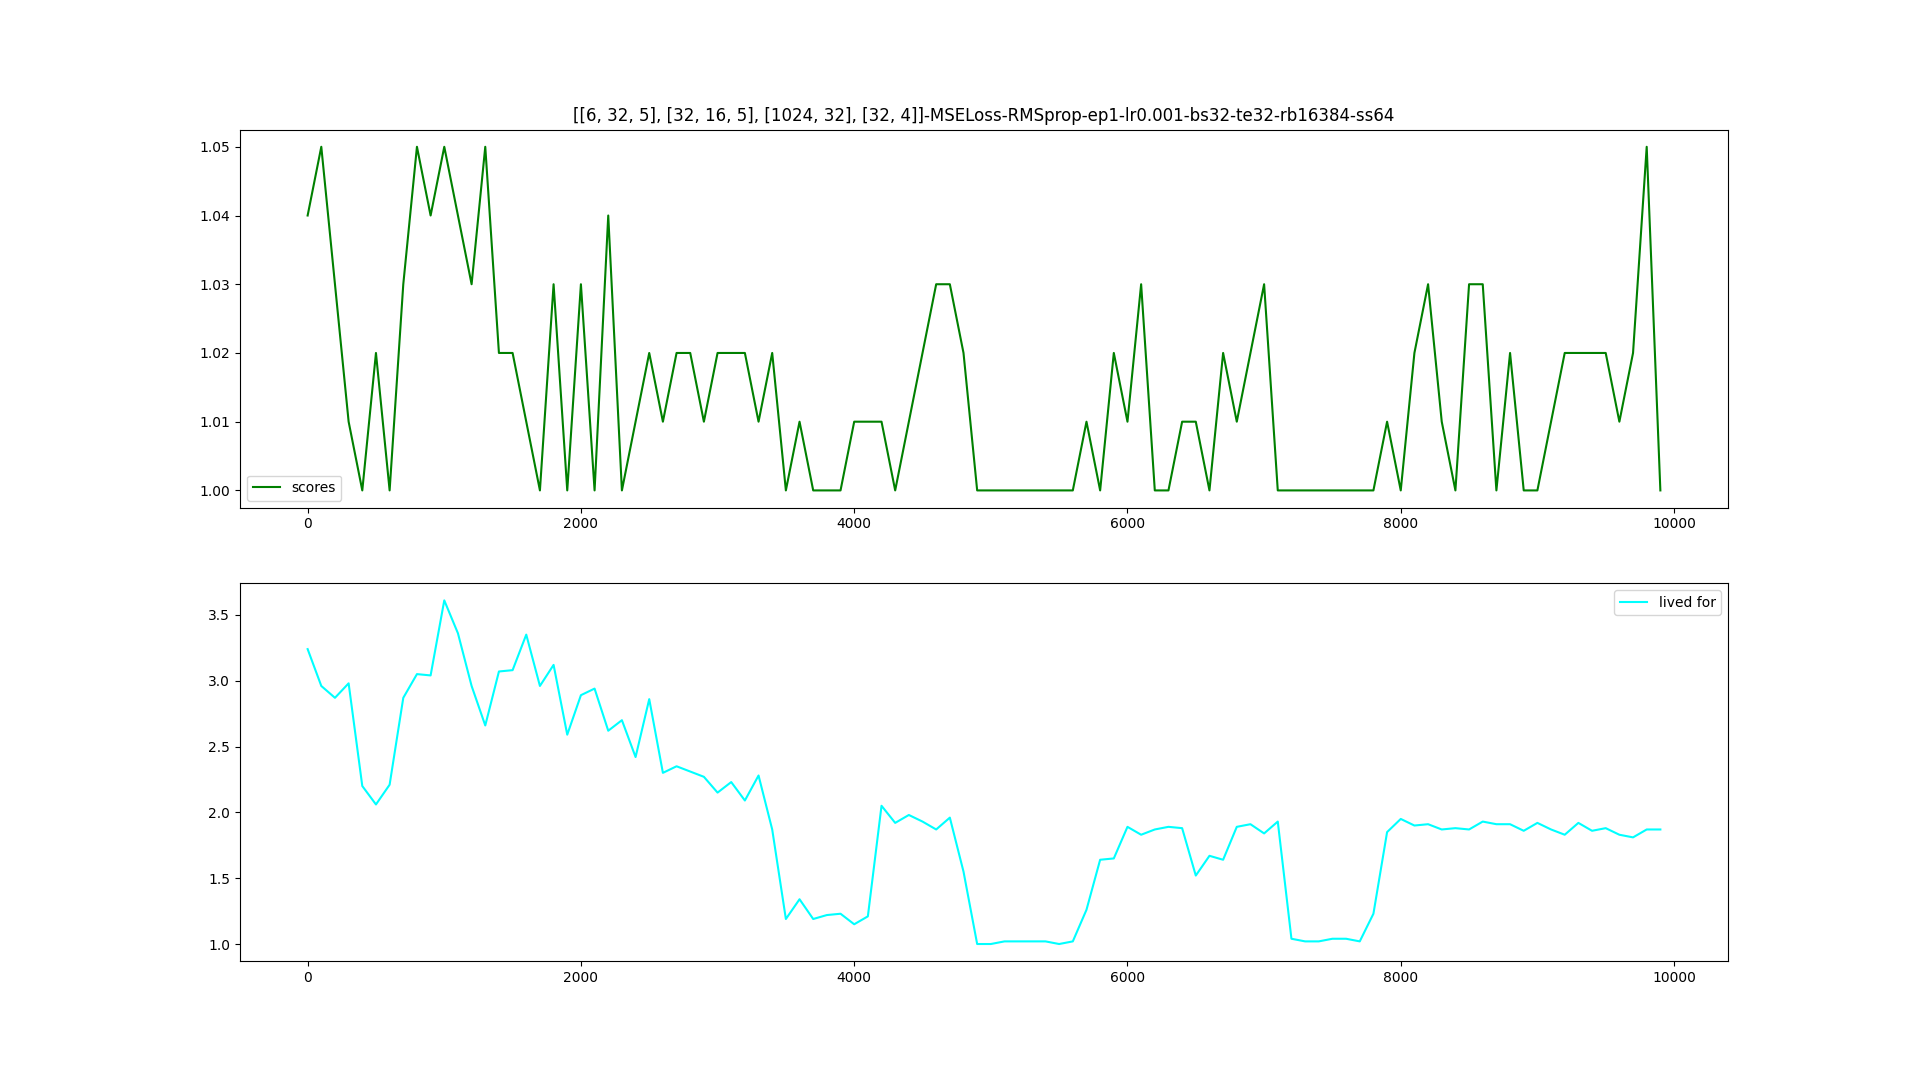 [[6, 32, 5], [32, 16, 5], [1024, 32], [32, 4]]-MSELoss-RMSprop-ep1-lr0.001-bs32-te32-rb16384-ss64
1.05
1.04
1.03
1.02
1.01
1.00
scores
0 2000 4000 6000 8000 10000
lived for
3.5
3.0
2.5
2.0
1.5
1.0
0 2000 4000 6000 8000 10000